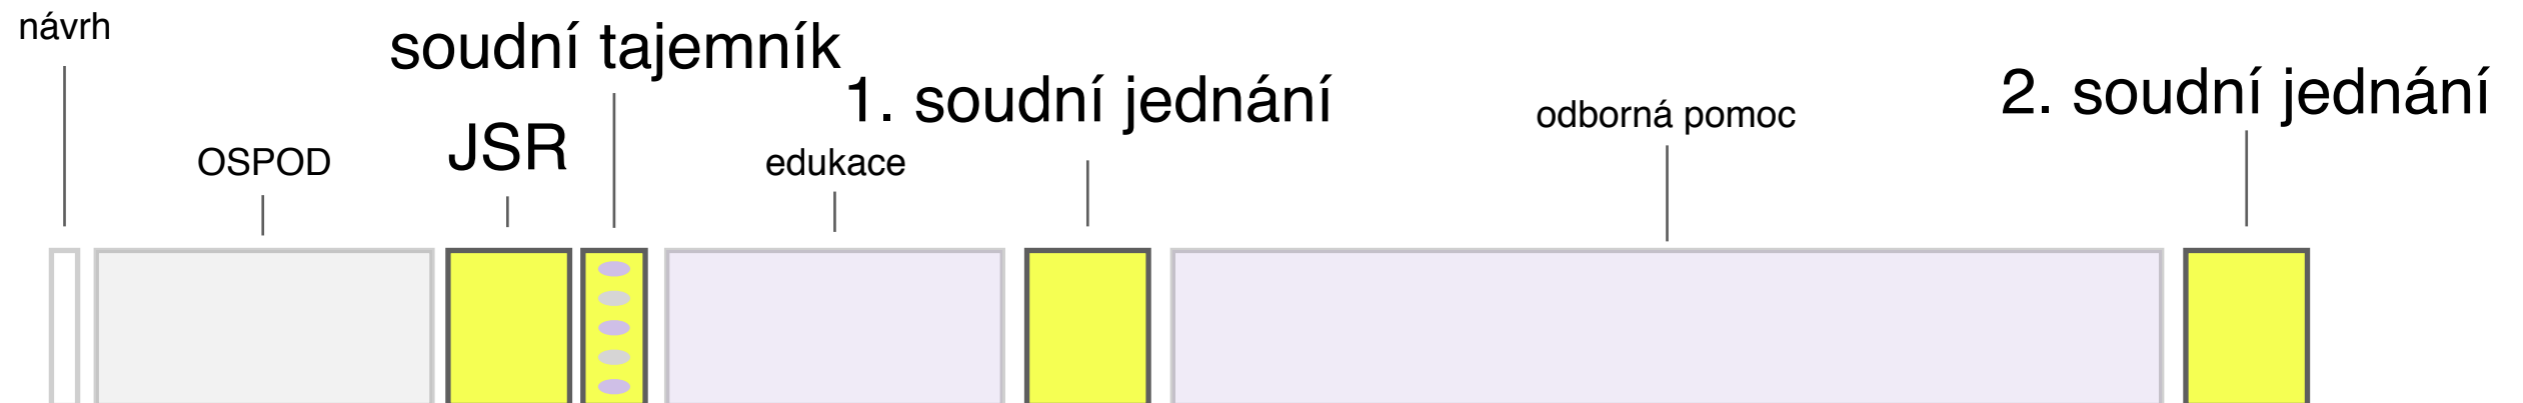 návrh
OSPOD
JSR
soudní tajemník
edukace
1. soudní jednání
odborná pomoc
2. soudní jednání